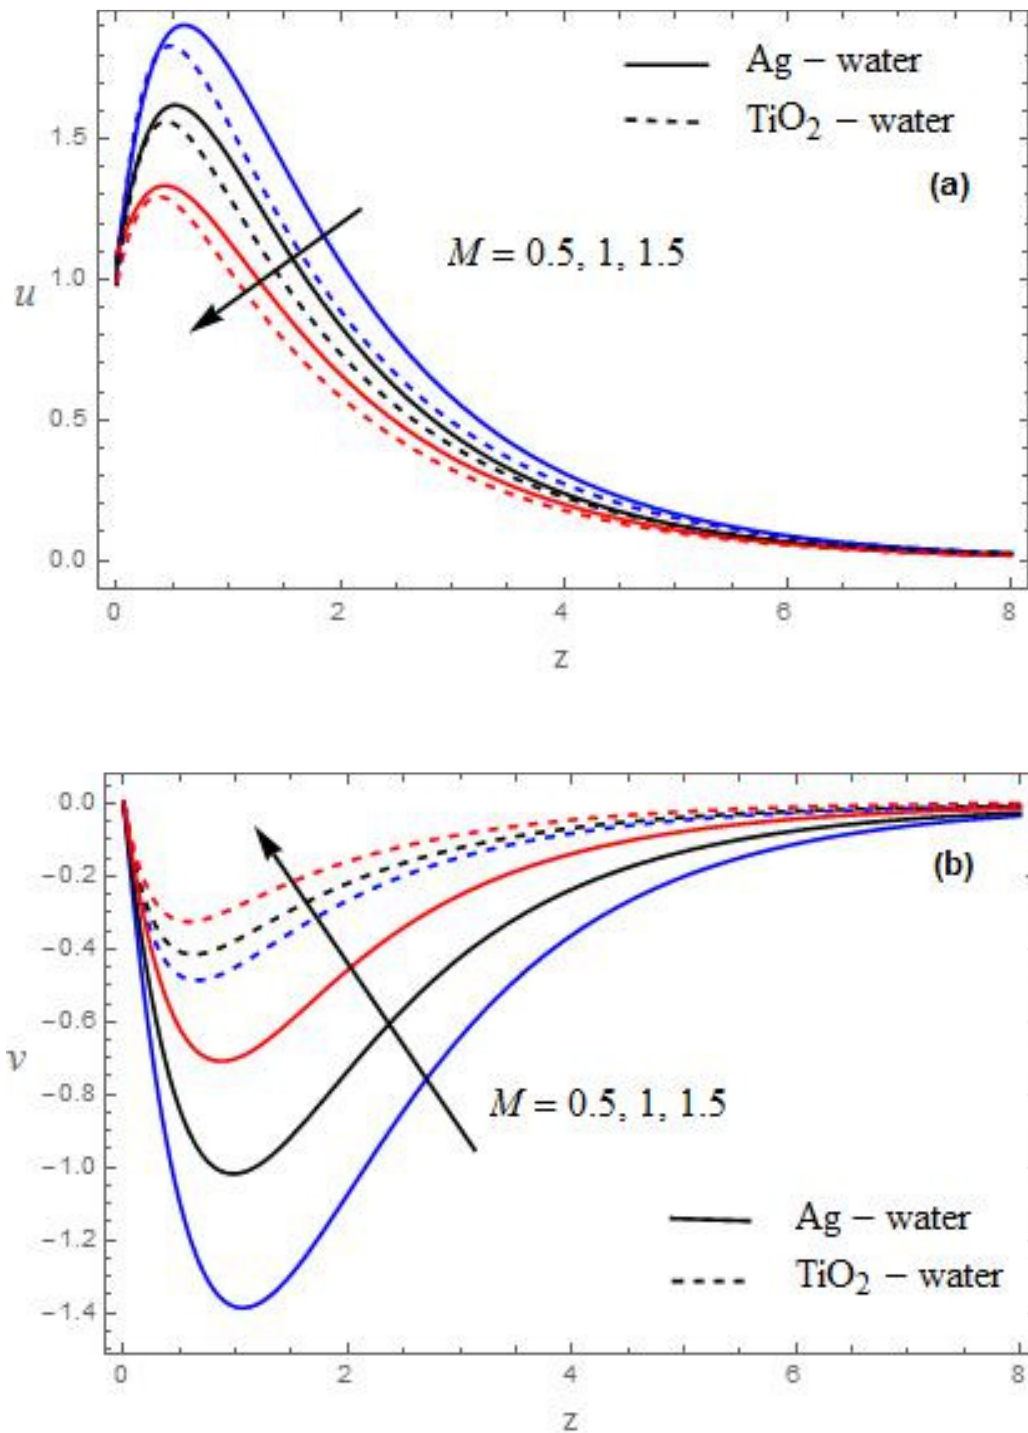 Ag – water
TiO₂ – water
(a)
M = 0.5, 1, 1.5
1.5
1.0
0.5
0.0
u
0 2 4 6 8
z
0.0
−0.2
−0.4
−0.6
−0.8
−1.0
−1.2
−1.4
v
(b)
M = 0.5, 1, 1.5
Ag – water
TiO₂ – water
0 2 4 6 8
z